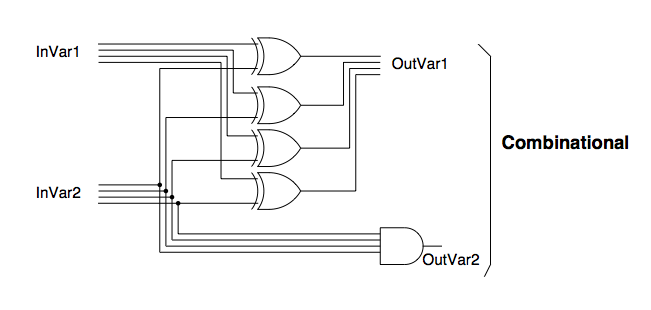 InVar1
OutVar1
Combinational
InVar2
OutVar2